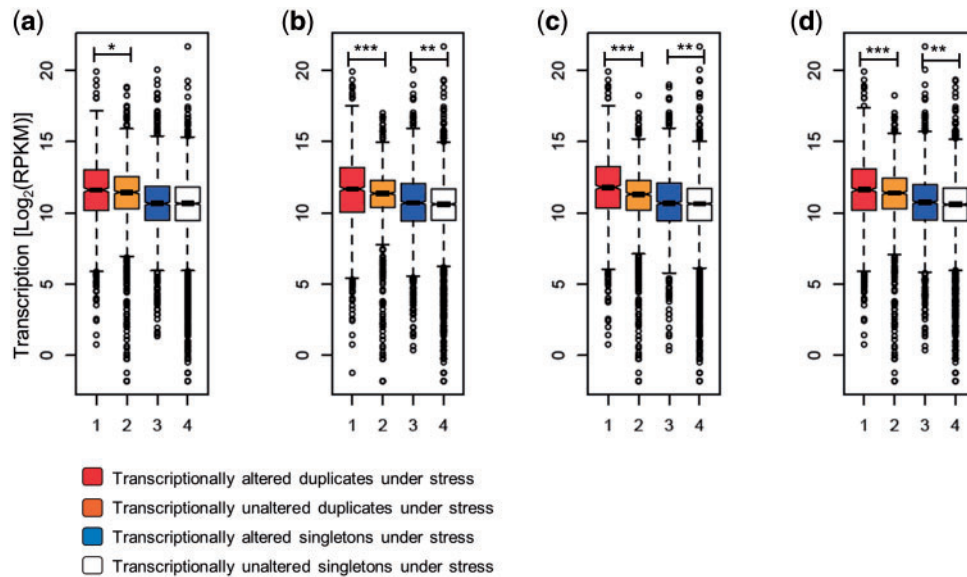 (a) (b) (c) (d)
* *** ** *** ** *** **
Transcription [Log2(RPKM)]
20
15
10
5
0
1 2 3 4 1 2 3 4 1 2 3 4 1 2 3 4
Transcriptionally altered duplicates under stress
Transcriptionally unaltered duplicates under stress
Transcriptionally altered singletons under stress
Transcriptionally unaltered singletons under stress